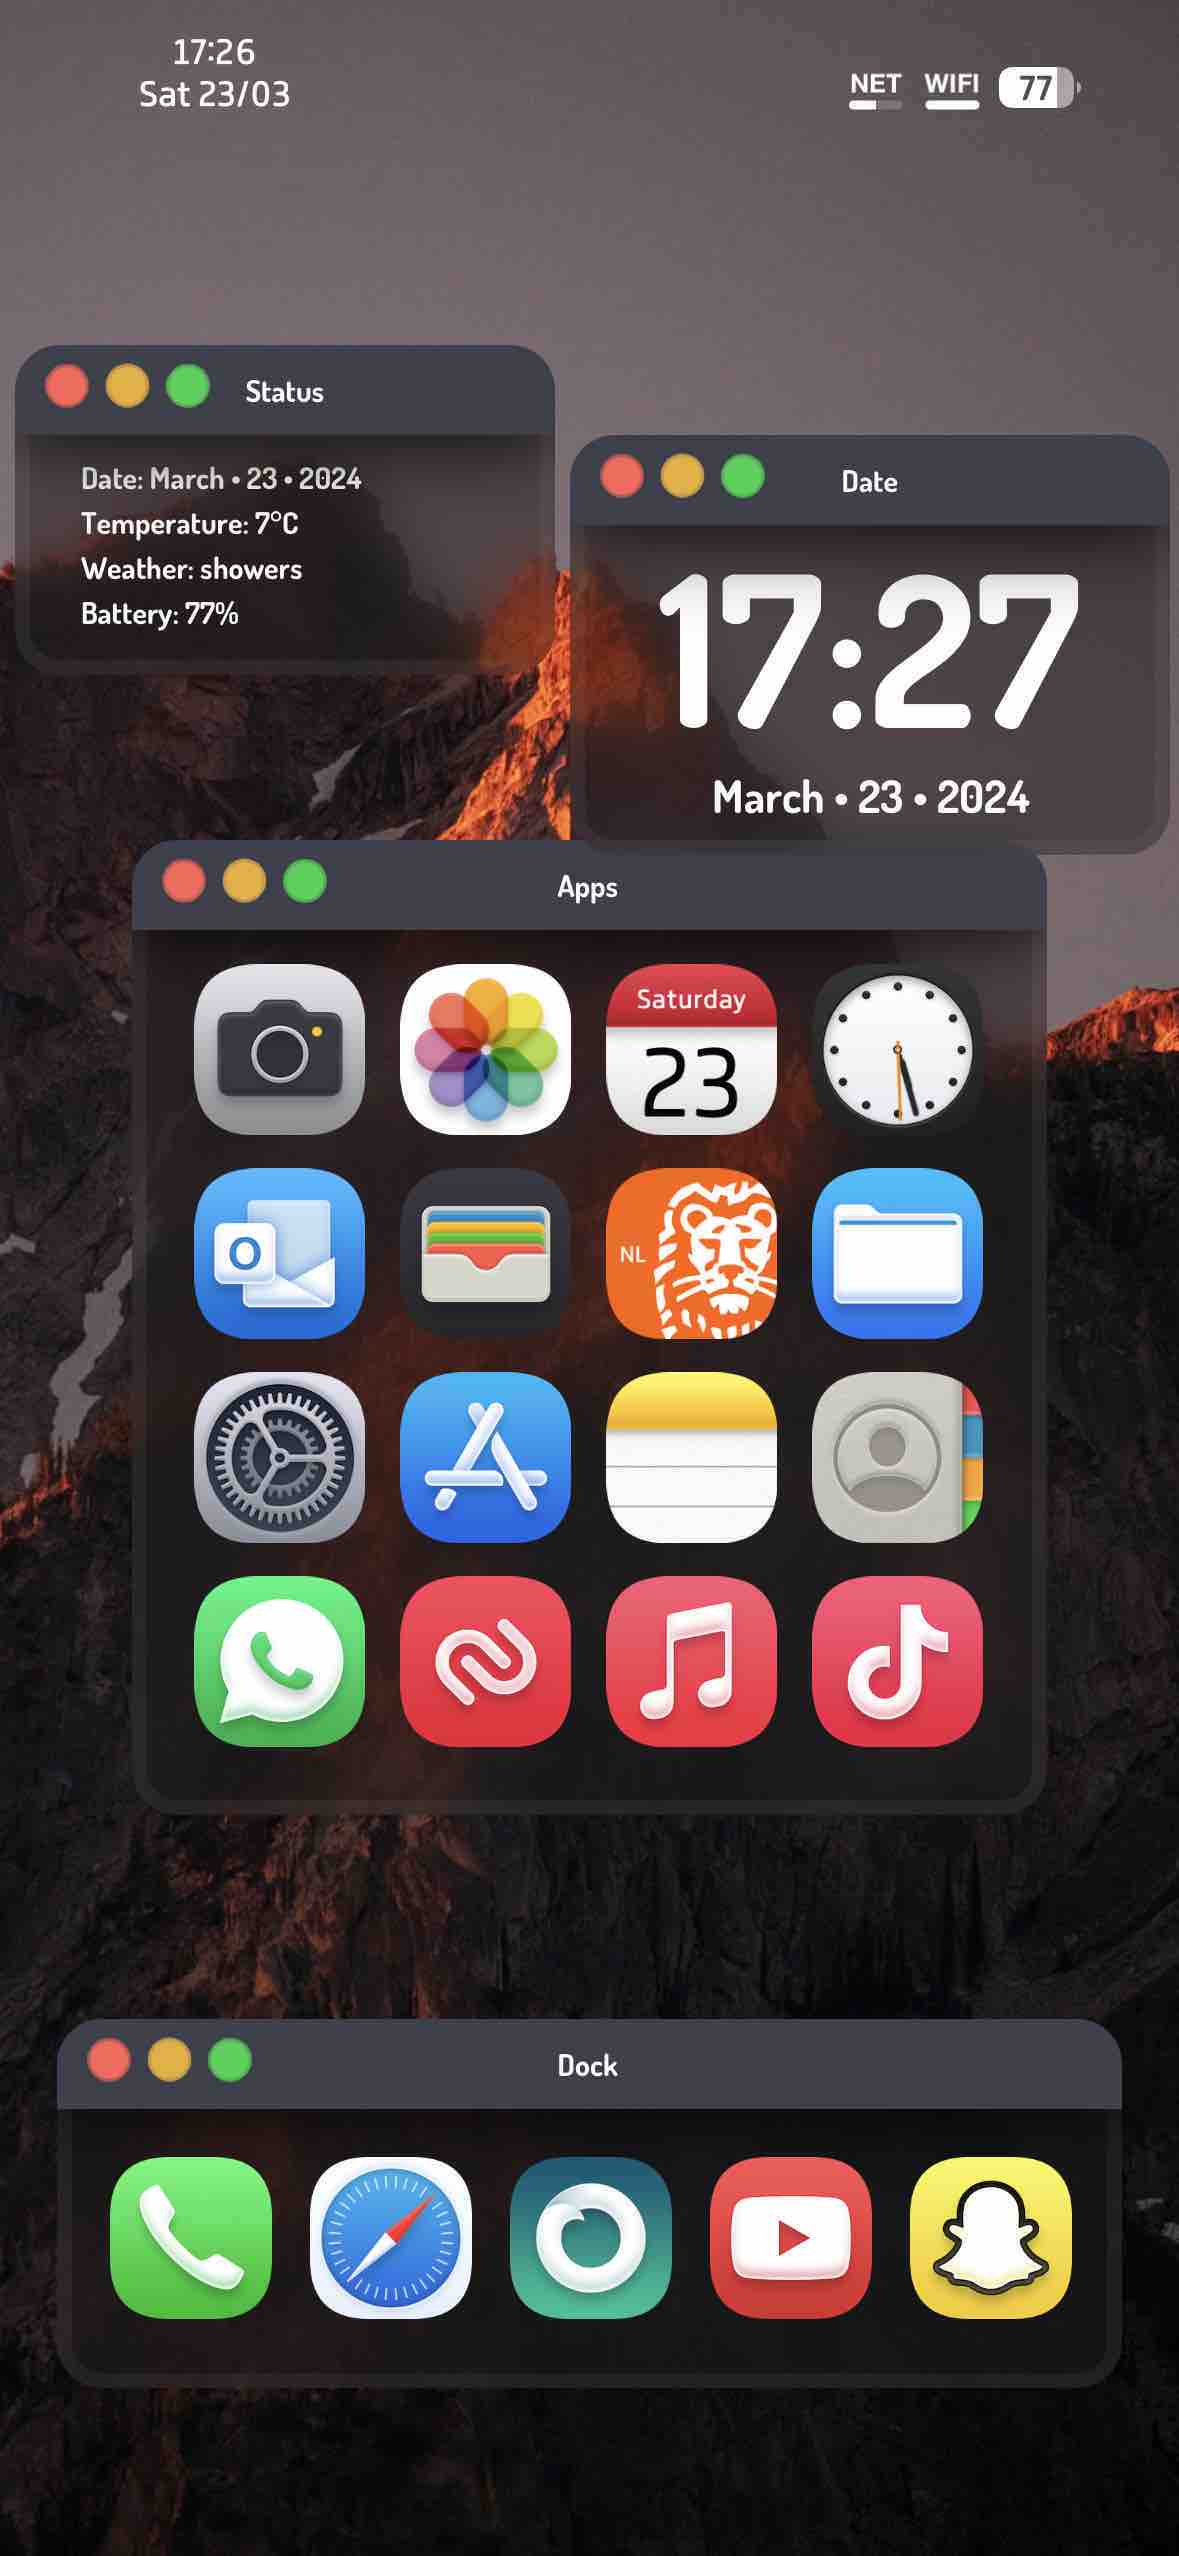 17:26
Sat 23/03
NET WIFI 77
Status
Date: March • 23 • 2024
Temperature: 7°C
Weather: showers
Battery: 77%
Date
17:27
March • 23 • 2024
Apps
Saturday
23
O
NL
Dock